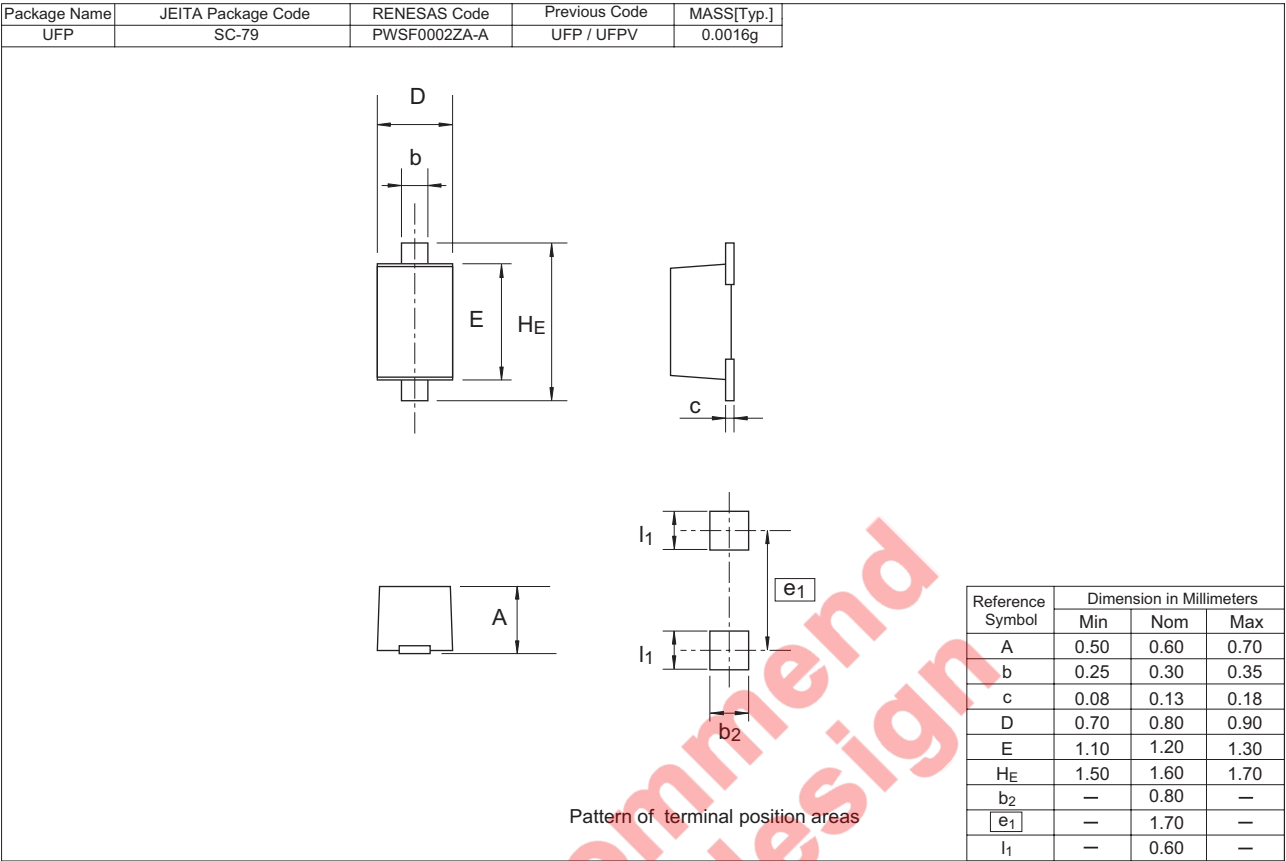 Package Name JEITA Package Code RENESAS Code Previous Code MASS[Typ.]
UFP SC-79 PWSF0002ZA-A UFP / UFPV 0.0016g
D
b
E HE
c
l1
e1
A
l1
b2
Pattern of terminal position areas
Reference Symbol Dimension in Millimeters
Min Nom Max
A 0.50 0.60 0.70
b 0.25 0.30 0.35
c 0.08 0.13 0.18
D 0.70 0.80 0.90
E 1.10 1.20 1.30
HE 1.50 1.60 1.70
b2 — 0.80 —
e1 — 1.70 —
l1 — 0.60 —
mmend
esign